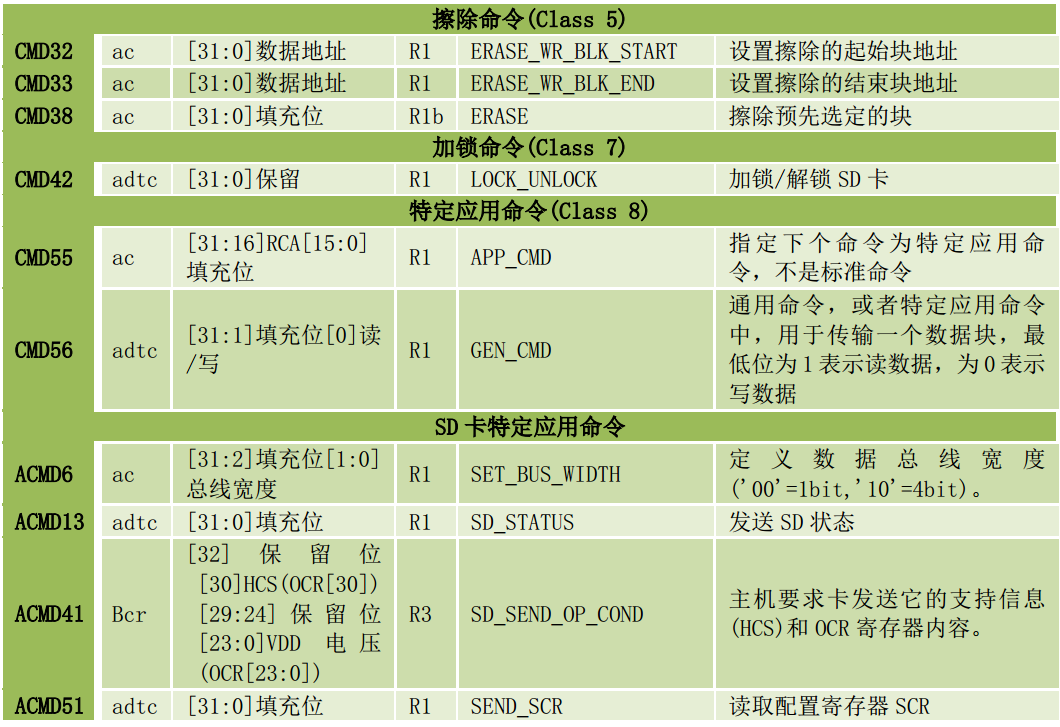 擦除命令(Class 5)
CMD32 ac [31:0]数据地址 R1 ERASE_WR_BLK_START 设置擦除的起始块地址
CMD33 ac [31:0]数据地址 R1 ERASE_WR_BLK_END 设置擦除的结束块地址
CMD38 ac [31:0]填充位 R1b ERASE 擦除预先选定的块
加锁命令(Class 7)
CMD42 adtc [31:0]保留 R1 LOCK_UNLOCK 加锁/解锁 SD 卡
特定应用命令(Class 8)
CMD55 ac
[31:16]RCA[15:0]
填充位
R1 APP_CMD
指定下个命令为特定应用命
令，不是标准命令
CMD56 adtc
[31:1]填充位[0]读
/写
R1 GEN_CMD
通用命令，或者特定应用命令
中，用于传输一个数据块，最
低位为 1 表示读数据，为 0 表示
写数据
SD 卡特定应用命令
ACMD6 ac
[31:2]填充位[1:0]
总线宽度
R1 SET_BUS_WIDTH
定义数据总线宽度
('00'=1bit,'10'=4bit)。
ACMD13 adtc [31:0]填充位 R1 SD_STATUS 发送 SD 状态
ACMD41 Bcr
[32] 保留位
[30]HCS(OCR[30])
[29:24] 保留位
[23:0]VDD 电压
(OCR[23:0])
R3 SD_SEND_OP_COND
主机要求卡发送它的支持信息
(HCS)和 OCR 寄存器内容。
ACMD51 adtc [31:0]填充位 R1 SEND_SCR 读取配置寄存器 SCR